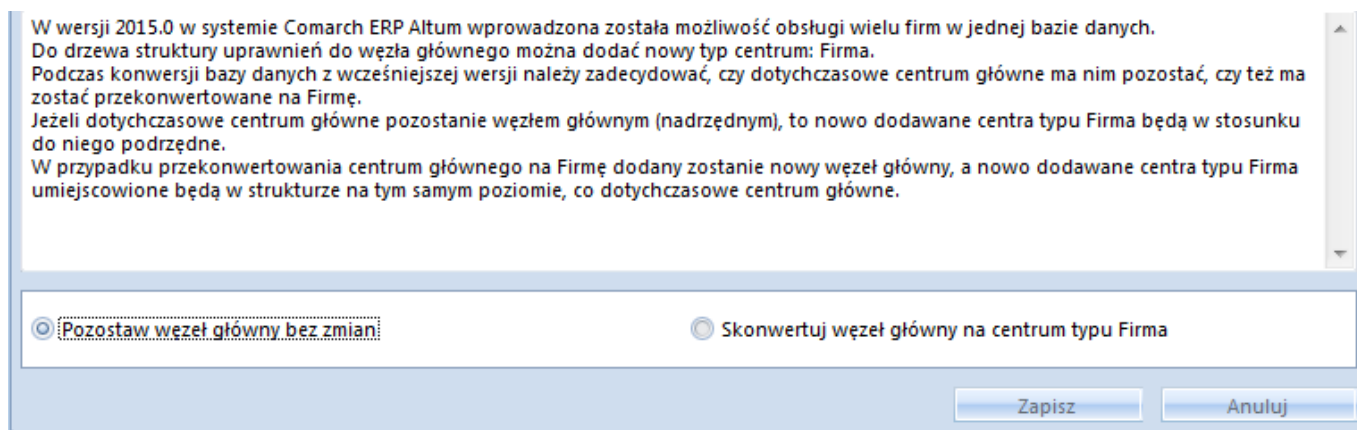 W wersji 2015.0 w systemie Comarch ERP Altum wprowadzona została możliwość obsługi wielu firm w jednej bazie danych.
Do drzewa struktury uprawnień do węzła głównego można dodać nowy typ centrum: Firma.
Podczas konwersji bazy danych z wcześniejszej wersji należy zadecydować, czy dotychczasowe centrum główne ma nim pozostać, czy też ma
zostać przekonwertowane na Firmę.
Jeżeli dotychczasowe centrum główne pozostanie węzłem głównym (nadrzędnym), to nowo dodawane centra typu Firma będą w stosunku
do niego podrzędne.
W przypadku przekonwertowania centrum głównego na Firmę dodany zostanie nowy węzeł główny, a nowo dodawane centra typu Firma
umiejscowione będą w strukturze na tym samym poziomie, co dotychczasowe centrum główne.
Pozostaw węzeł główny bez zmian
Skonwertuj węzeł główny na centrum typu Firma
Zapisz
Anuluj